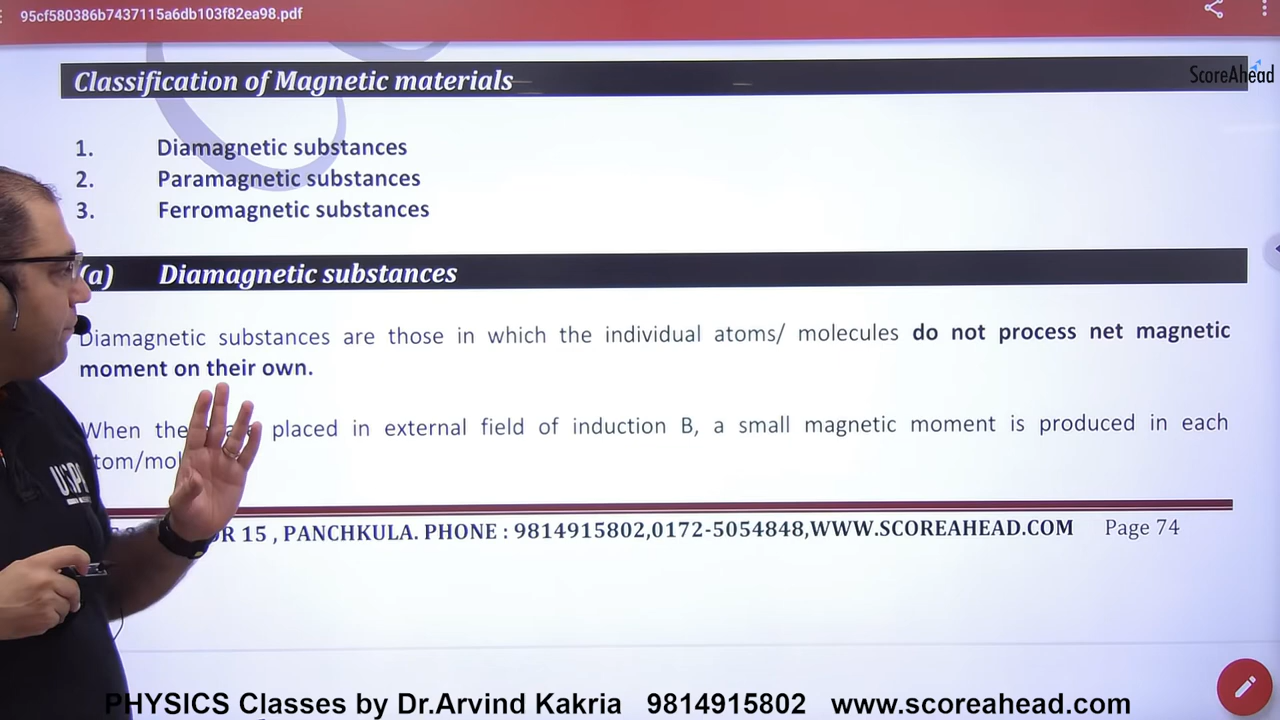 95cf580386b7437115a6db103f82ea98.pdf
ScoreAhead
Classification of Magnetic materials
1. Diamagnetic substances
2. Paramagnetic substances
3. Ferromagnetic substances
(a) Diamagnetic substances
Diamagnetic substances are those in which the individual atoms/ molecules do not process net magnetic
moment on their own.
When placed in external field of induction B, a small magnetic moment is produced in each
15 , PANCHKULA. PHONE : 9814915802,0172-5054848,WWW.SCOREAHEAD.COM Page 74
PHYSICS Classes by Dr.Arvind Kakria 9814915802 www.scoreahead.com